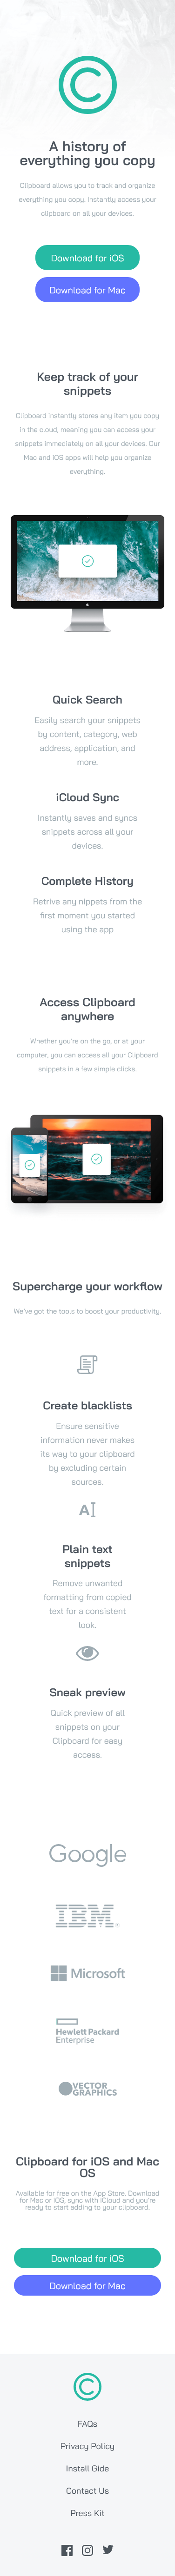 A history of
everything you copy
Clipboard allows you to track and organize
everything you copy. Instantly access your
clipboard on all your devices.
Download for iOS
Download for Mac
Keep track of your
snippets
Clipboard instantly stores any item you copy
in the cloud, meaning you can access your
snippets immediately on all your devices. Our
Mac and iOS apps will help you organize
everything.
Quick Search
Easily search your snippets
by content, category, web
address, application, and
more.
iCloud Sync
Instantly saves and syncs
snippets across all your
devices.
Complete History
Retrive any nippets from the
first moment you started
using the app
Access Clipboard
anywhere
Whether you're on the go, or at your
computer, you can access all your Clipboard
snippets in a few simple clicks.
Supercharge your workflow
We've got the tools to boost your productivity.
Create blacklists
Ensure sensitive
information never makes
its way to your clipboard
by excluding certain
sources.
A
Plain text
snippets
Remove unwanted
formatting from copied
text for a consistent
look.
Sneak preview
Quick preview of all
snippets on your
Clipboard for easy
access.
Google
IBM
Microsoft
Hewlett Packard
Enterprise
VECTOR
GRAPHICS
Clipboard for iOS and Mac
OS
Available for free on the App Store. Download
for Mac or iOS, sync with iCloud and you're
ready to start adding to your clipboard.
Download for iOS
Download for Mac
FAQs
Privacy Policy
Install Gide
Contact Us
Press Kit